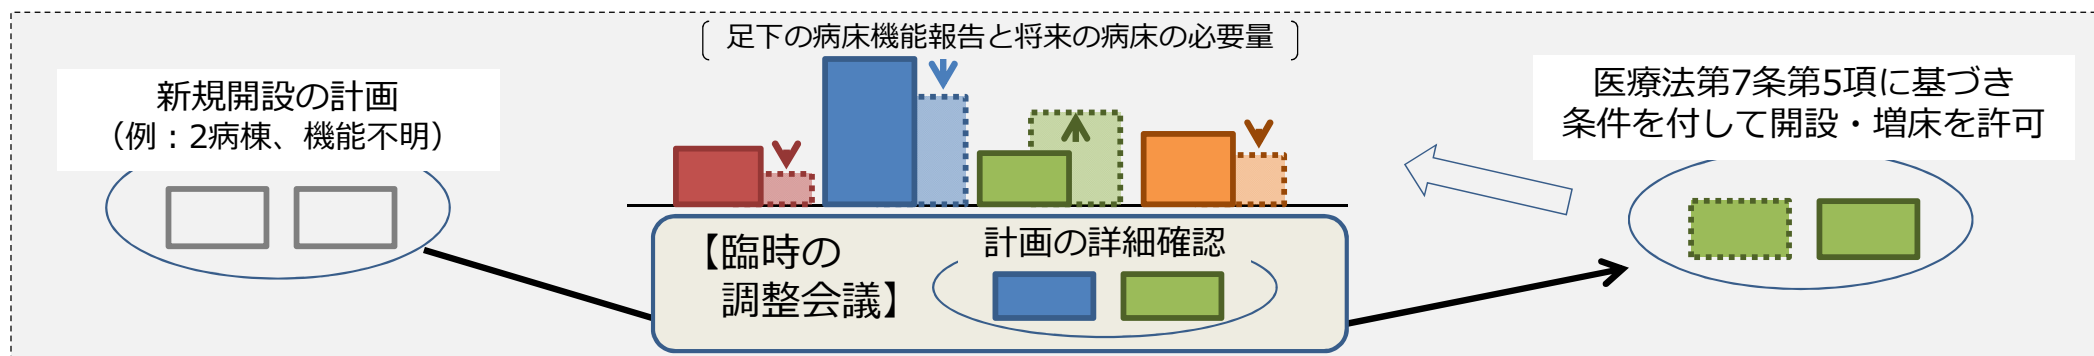 足下の病床機能報告と将来の病床の必要量
新規開設の計画
(例:2病棟、機能不明)
医療法第7条第5項に基づき
条件を付して開設・増床を許可
【臨時の
調整会議】
計画の詳細確認